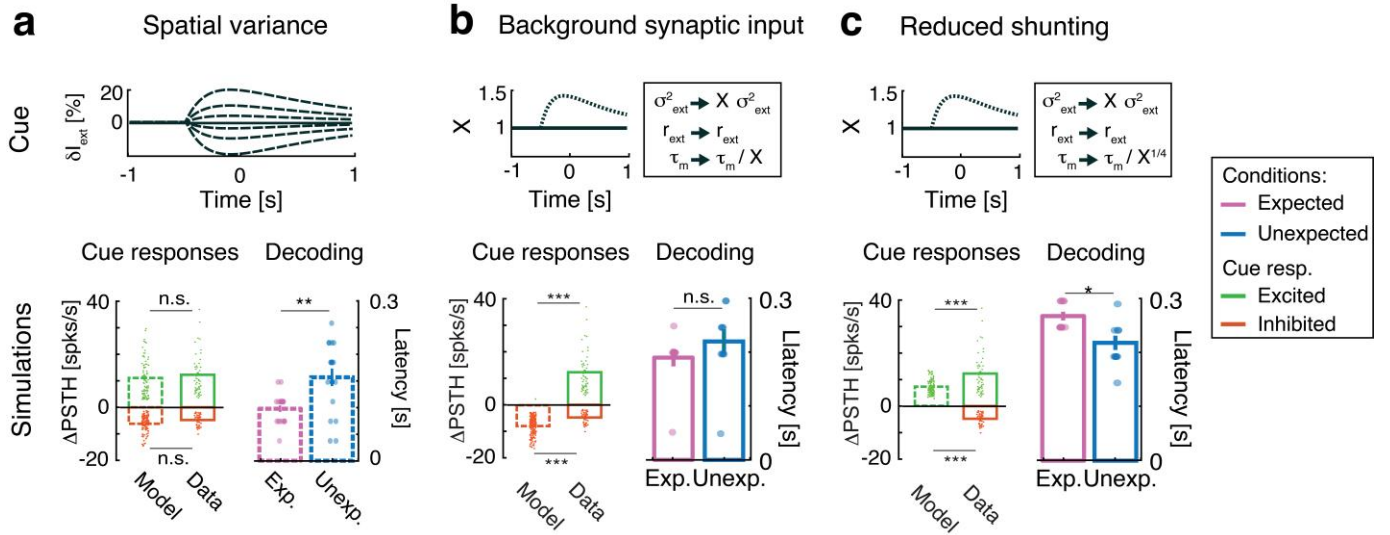 a Spatial variance
b Background synaptic input
c Reduced shunting
Cue
δI_ext [%]
20
0
-1 0 1
Time [s]
X
1.5
1
-1 0 1
Time [s]
σ²_ext → X σ²_ext
r_ext → r_ext
τ_m → τ_m / X
X
1.5
1
-1 0 1
Time [s]
σ²_ext → X σ²_ext
r_ext → r_ext
τ_m → τ_m / X^1/4
Conditions:
Expected
Unexpected
Cue resp.
Excited
Inhibited
Simulations
Cue responses Decoding
ΔPSTH [spks/s]
40
20
0
-20
n.s.
n.s.
Model Data
**
0.3
0
Latency [s]
Exp. Unexp.
Cue responses Decoding
ΔPSTH [spks/s]
40
20
0
-20
***
***
Model Data
n.s.
0.3
0
Llatency [s]
Exp. Unexp.
Cue responses Decoding
ΔPSTH [spks/s]
40
20
0
-20
***
***
Model Data
*
0.3
0
Llatency [s]
Exp. Unexp.